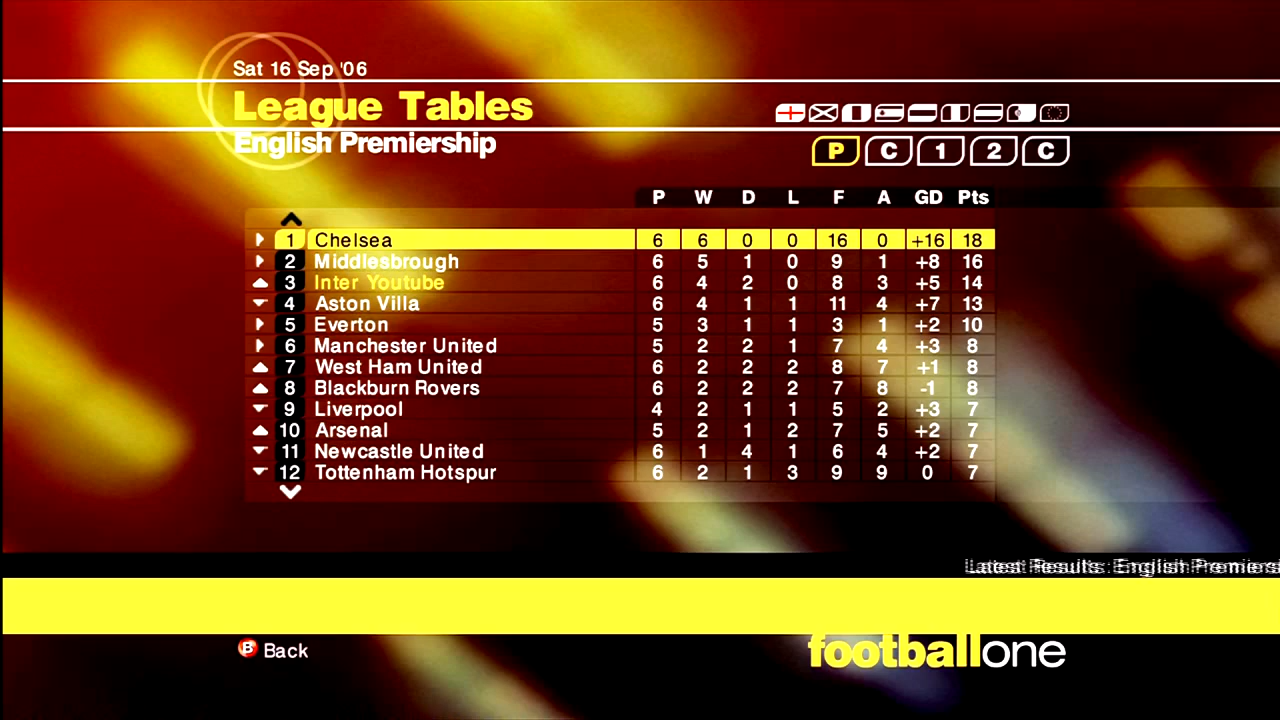 Sat 16 Sep '06
League Tables
English Premiership
P C 1 2 C
P W D L F A GD Pts
1 Chelsea 6 6 0 0 16 0 +16 18
2 Middlesbrough 6 5 1 0 9 1 +8 16
3 Inter Youtube 6 4 2 0 8 3 +5 14
4 Aston Villa 6 4 1 1 11 4 +7 13
5 Everton 5 3 1 1 3 1 +2 10
6 Manchester United 5 2 2 1 7 4 +3 8
7 West Ham United 6 2 2 2 8 7 +1 8
8 Blackburn Rovers 6 2 2 2 7 8 -1 8
9 Liverpool 4 2 1 1 5 2 +3 7
10 Arsenal 5 2 1 2 7 5 +2 7
11 Newcastle United 6 1 4 1 6 4 +2 7
12 Tottenham Hotspur 6 2 1 3 9 9 0 7
Latest Results: English Premiers
B Back
footballone